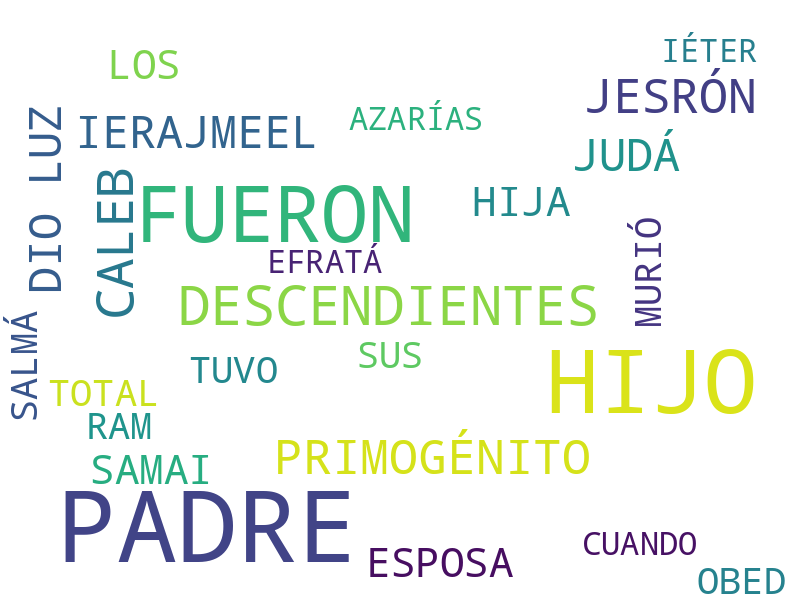 IÉTER
LOS
JESRÓN
AZARÍAS
IERAJMEEL
JUDÁ
DIO LUZ
CALEB
FUERON
HIJA
MURIÓ
EFRATÁ
DESCENDIENTES
SALMÁ
SUS
TUVO
HIJO
TOTAL
RAM
PRIMOGÉNITO
SAMAI
PADRE
CUANDO
ESPOSA
OBED